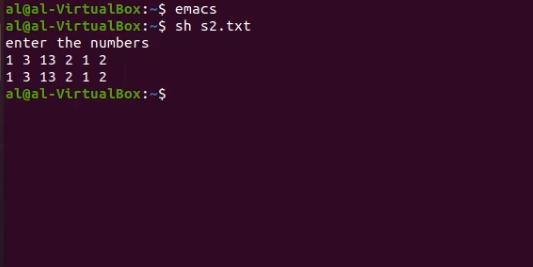 al@al-VirtualBox:~$ emacs
al@al-VirtualBox:~$ sh s2.txt
enter the numbers
1 3 13 2 1 2
1 3 13 2 1 2
al@al-VirtualBox:~$